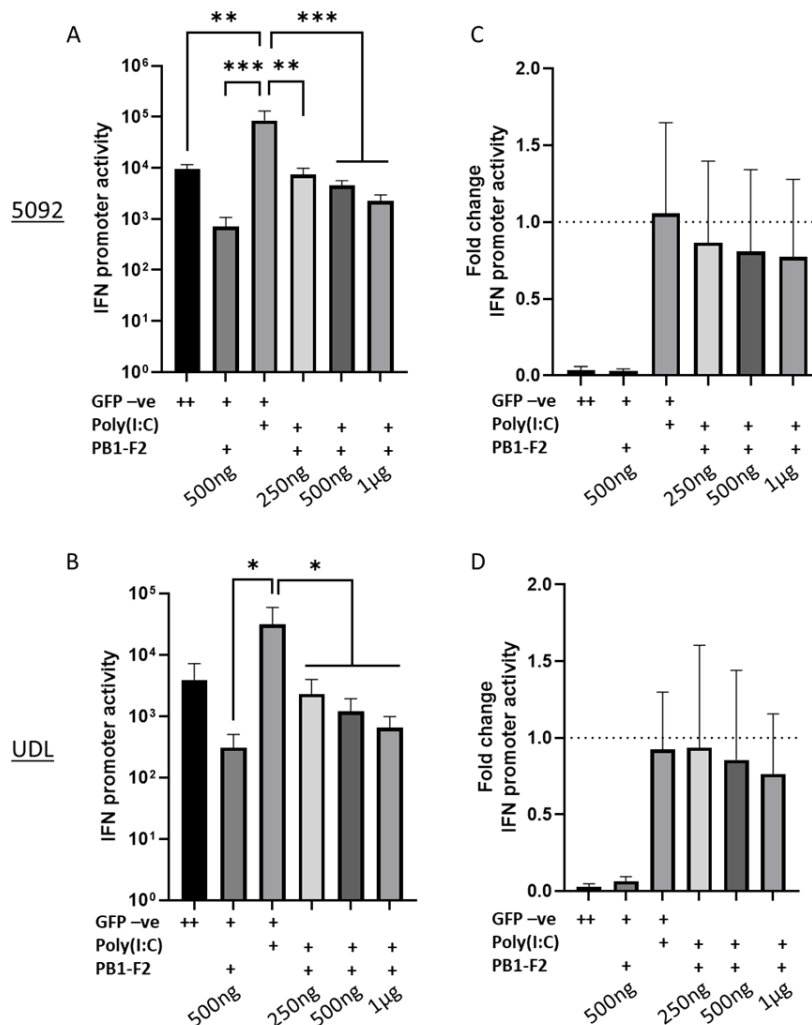 A
** ***
*** **
10⁶
10⁵
10⁴
10³
10²
10¹
10⁰
IFN promoter activity
5092
GFP –ve ++ + +
Poly(I:C) + + + +
PB1-F2 + + + +
500ng 250ng 500ng 1µg
C
2.0
1.5
1.0
0.5
0.0
Fold change
IFN promoter activity
GFP –ve ++ + +
Poly(I:C) + + + +
PB1-F2 + + + +
500ng 250ng 500ng 1µg
B
* *
10⁵
10⁴
10³
10²
10¹
10⁰
IFN promoter activity
UDL
GFP –ve ++ + +
Poly(I:C) + + + +
PB1-F2 + + + +
500ng 250ng 500ng 1µg
D
2.0
1.5
1.0
0.5
0.0
Fold change
IFN promoter activity
GFP –ve ++ + +
Poly(I:C) + + + +
PB1-F2 + + + +
500ng 250ng 500ng 1µg